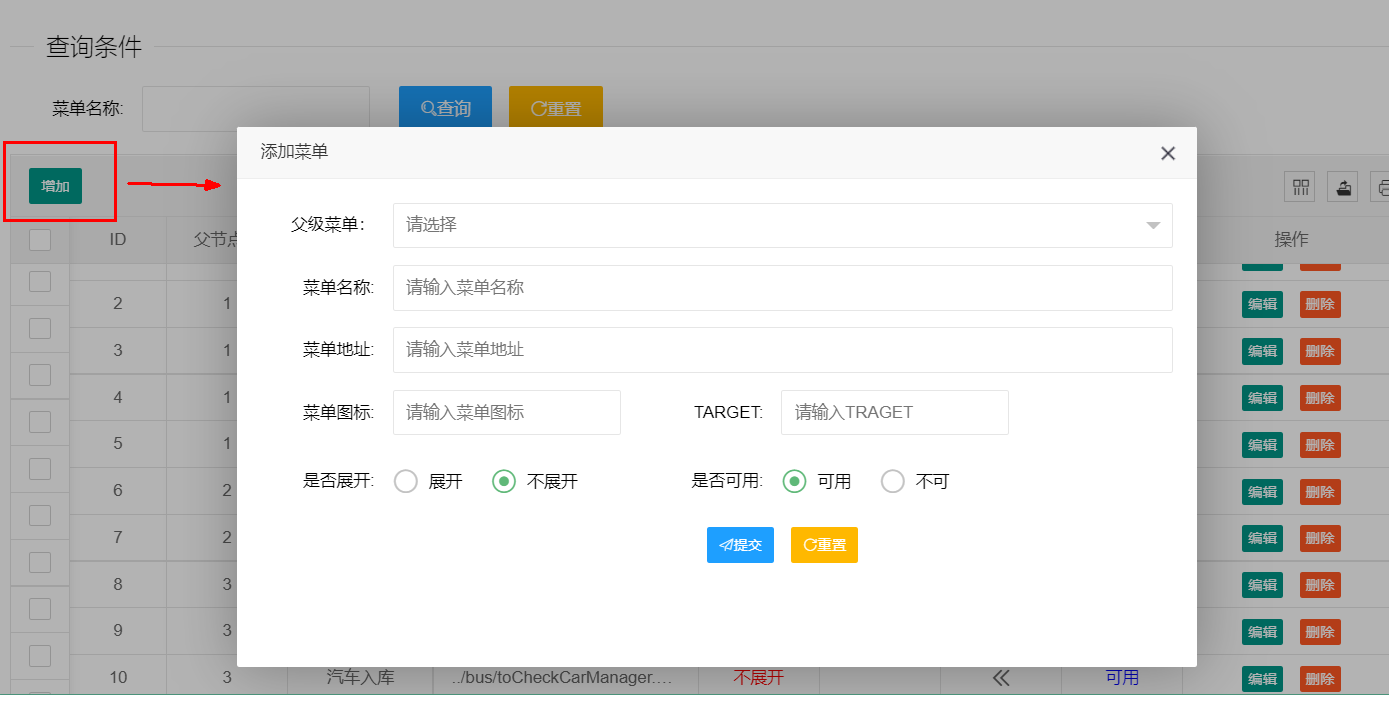 查询条件
菜单名称:
查询 重置
增加
添加菜单
ID 父节点 操作
父级菜单: 请选择
菜单名称: 请输入菜单名称
菜单地址: 请输入菜单地址
菜单图标: 请输入菜单图标 TARGET: 请输入TRAGET
是否展开: 展开 不展开 是否可用: 可用 不可
提交 重置
2 1 编辑 删除
3 1 编辑 删除
4 1 编辑 删除
5 1 编辑 删除
6 2 编辑 删除
7 2 编辑 删除
8 3 编辑 删除
9 3 编辑 删除
10 3 汽车入库 ../bus/toCheckCarManager.... 不展开 可用 编辑 删除